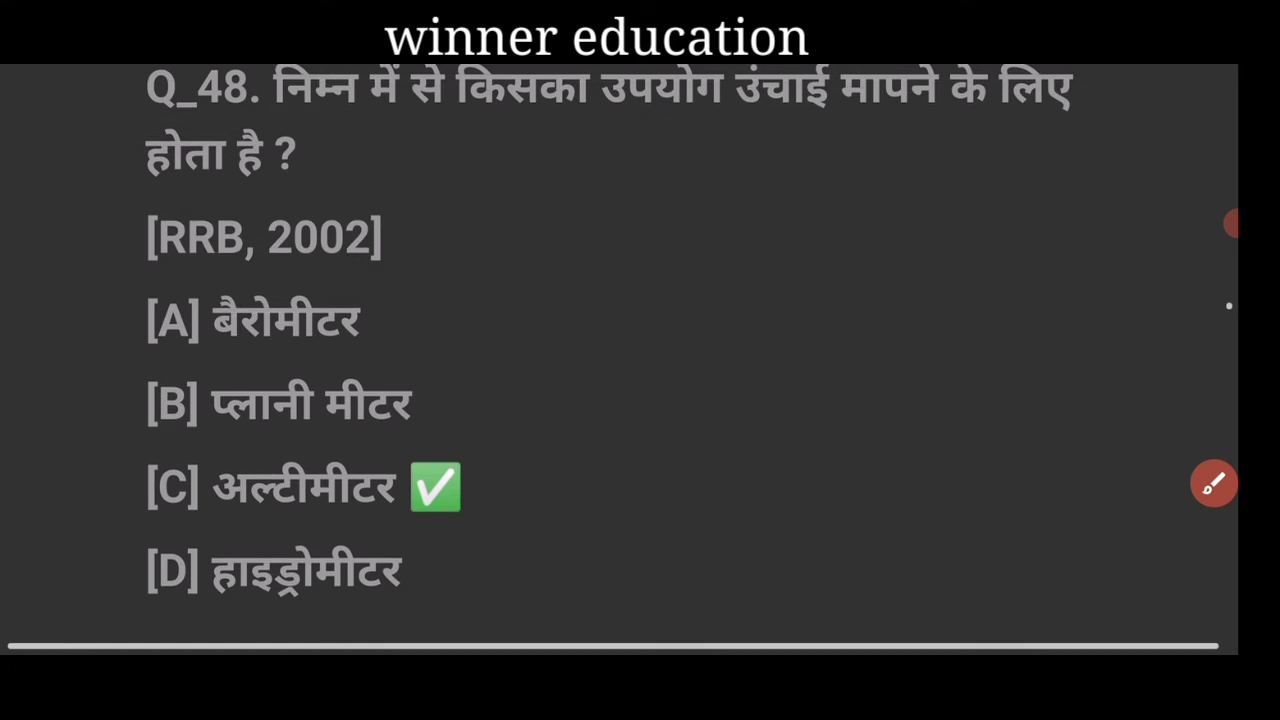 winner education
Q_48. निम्न में से किसका उपयोग उंचाई मापने के लिए
होता है ?
[RRB, 2002]
[A] बैरोमीटर
[B] प्लानी मीटर
[C] अल्टीमीटर ✅
[D] हाइड्रोमीटर